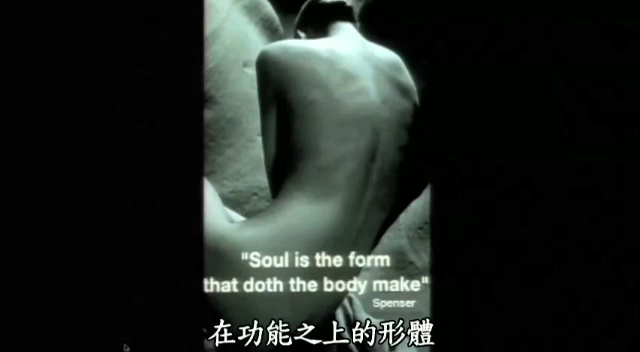 "Soul is the form
that doth the body make"
Spenser
在功能之上的形體